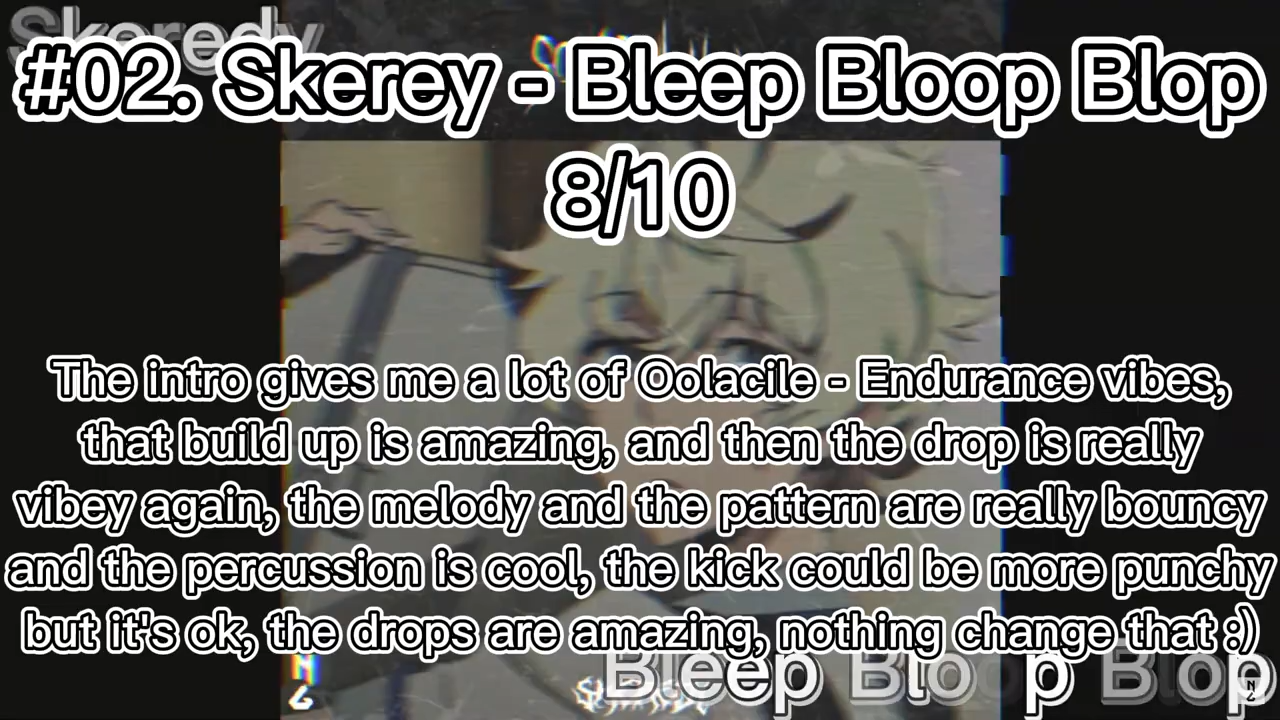 Skeredy
#02. Skerey - Bleep Bloop Blop
8/10
The intro gives me a lot of Oolacile - Endurance vibes,
that build up is amazing, and then the drop is really
vibey again, the melody and the pattern are really bouncy
and the percussion is cool, the kick could be more punchy
but it's ok, the drops are amazing, nothing change that :)
Bleep Bloop Blop